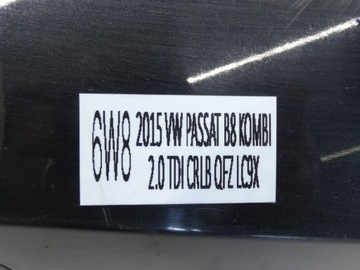 6W8
2015 VW PASSAT B8 KOMBI
2.0 TDI CRLB QFZ LC9X